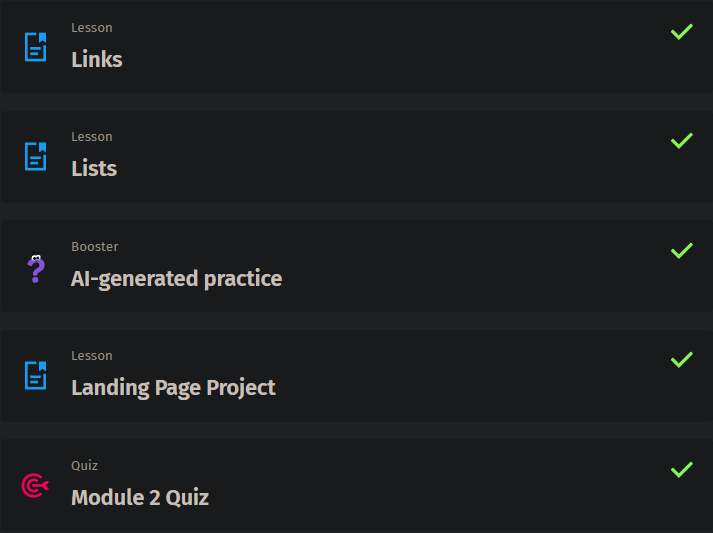 Lesson
Links
Lesson
Lists
Booster
AI-generated practice
Lesson
Landing Page Project
Quiz
Module 2 Quiz